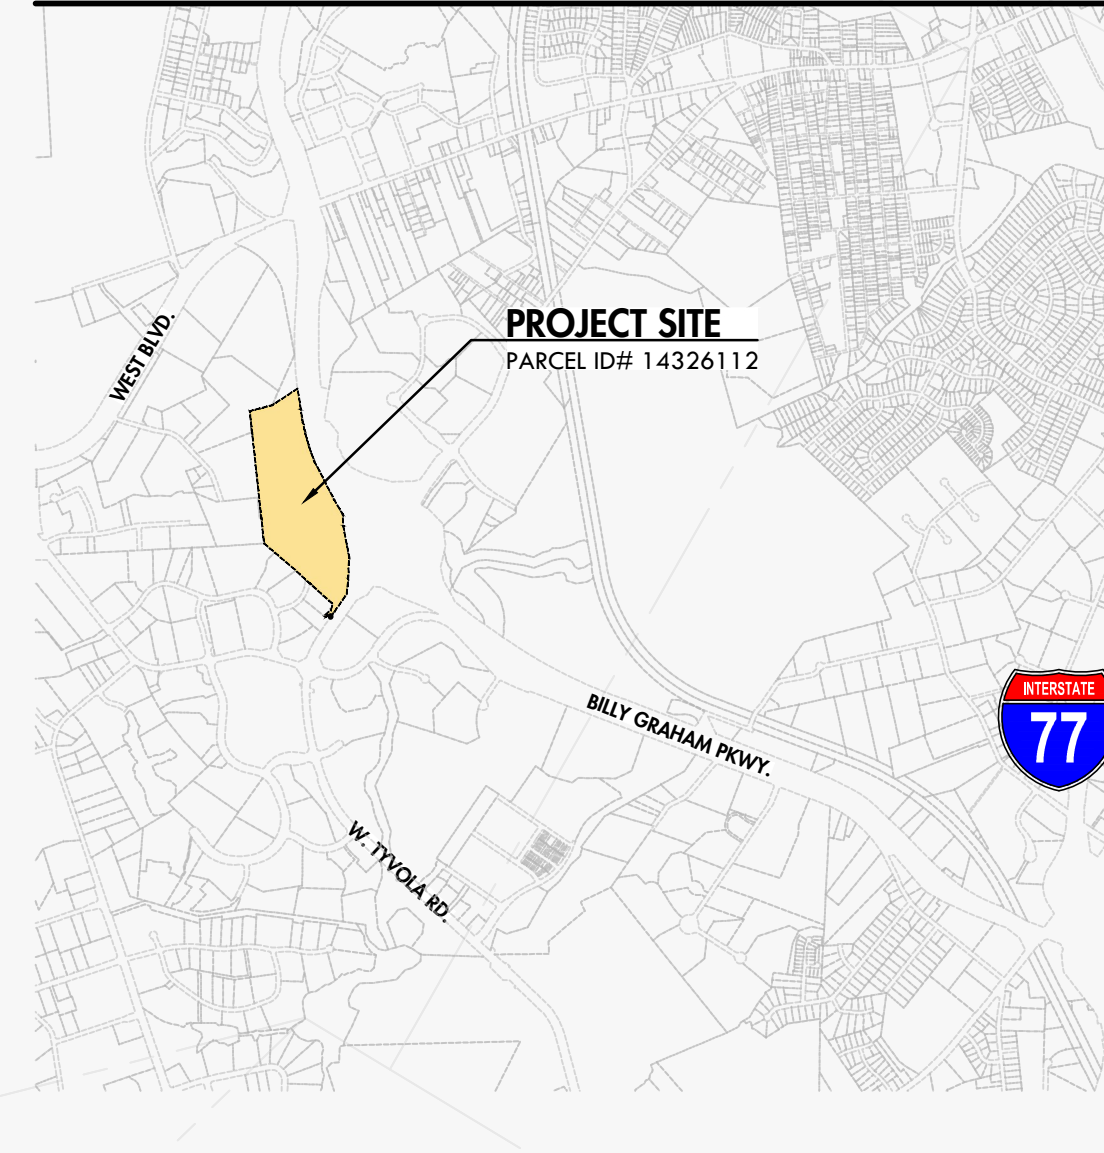 PROJECT SITE
PARCEL ID# 14326112
WEST BLVD.
INTERSTATE
77
BILLY GRAHAM PKWY.
W. TYVOLA RD.